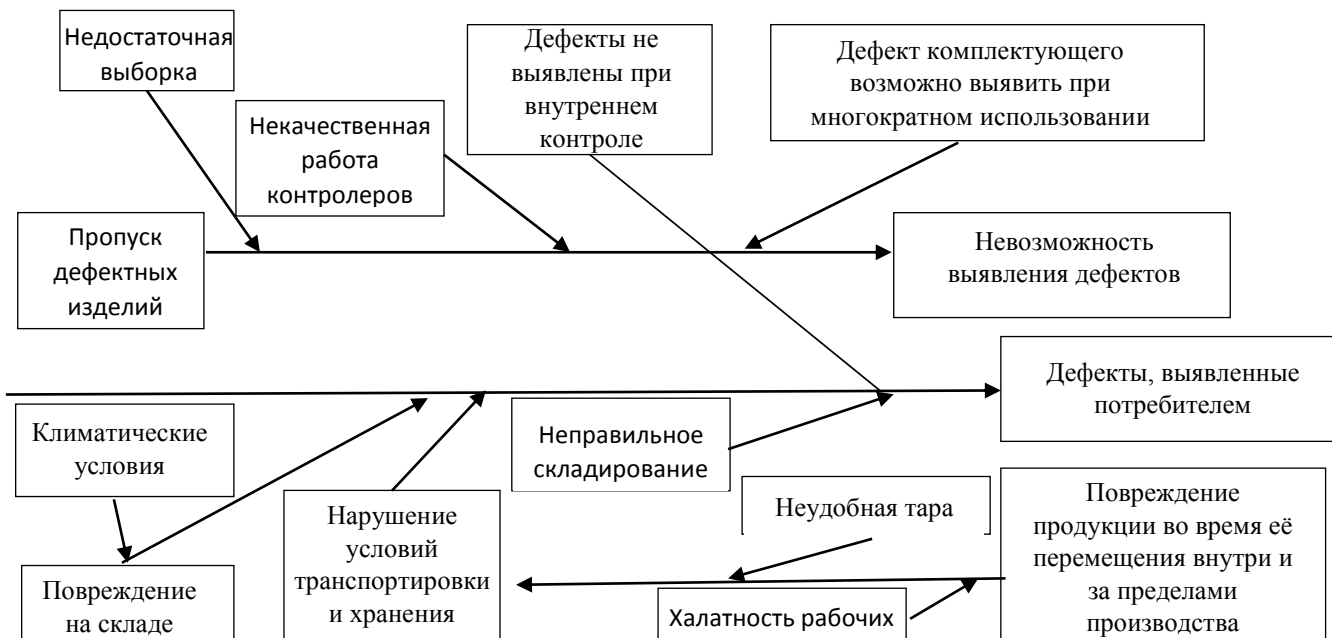 Недостаточная
выборка
Некачественная
работа
контролеров
Дефекты не
выявлены при
внутреннем
контроле
Дефект комплектующего
возможно выявить при
многократном использовании
Пропуск
дефектных
изделий
Невозможность
выявления дефектов
Дефекты, выявленные
потребителем
Климатические
условия
Неправильное
складирование
Нарушение
условий
транспортировки
и хранения
Неудобная тара
Повреждение
продукции во время её
перемещения внутри и
за пределами
производства
Повреждение
на складе
Халатность рабочих